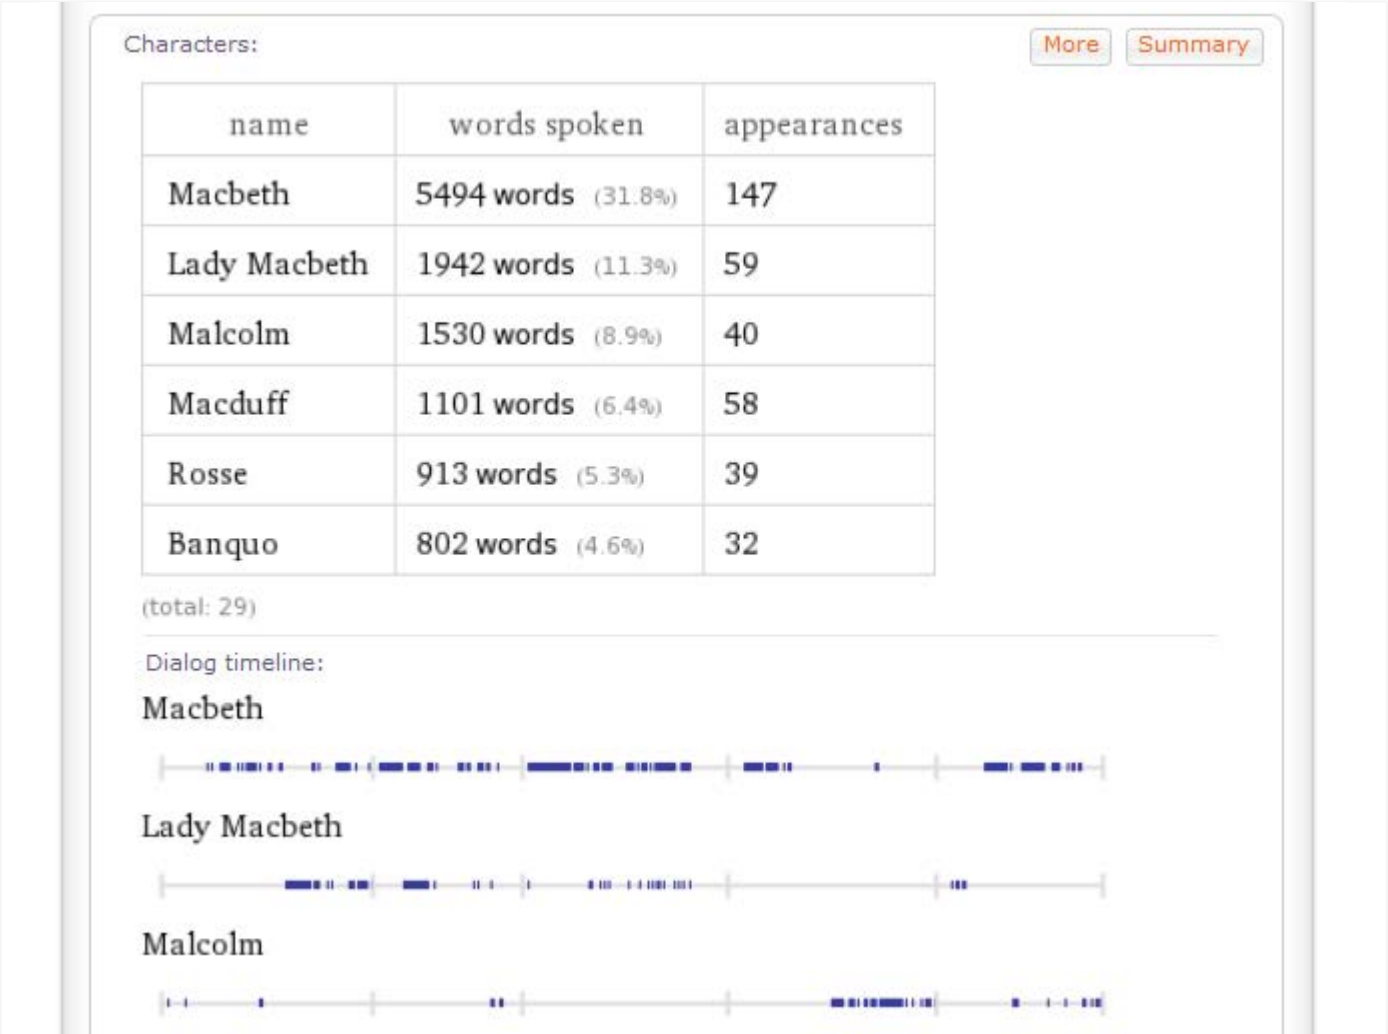 Characters: More Summary
name words spoken appearances
Macbeth 5494 words (31.8%) 147
Lady Macbeth 1942 words (11.3%) 59
Malcolm 1530 words (8.9%) 40
Macduff 1101 words (6.4%) 58
Rosse 913 words (5.3%) 39
Banquo 802 words (4.6%) 32
(total: 29)
Dialog timeline:
Macbeth
Lady Macbeth
Malcolm